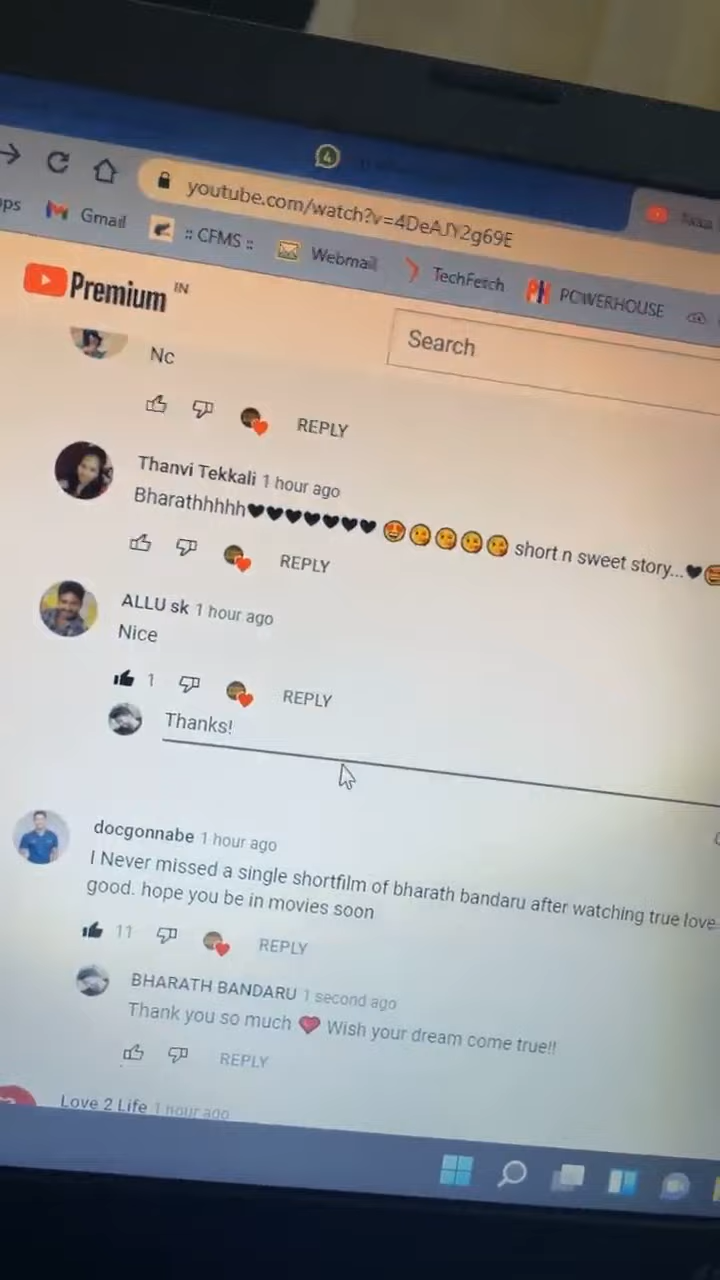 4
youtube.com/watch?v=4DeAJY2g69E
ps Gmail :: CFMS :: Webmail TechFetch POWERHOUSE
Premium IN
Search
Nc
REPLY
Thanvi Tekkali 1 hour ago
Bharathhhhh♥♥♥♥♥♥♥ short n sweet story...♥
REPLY
ALLU sk 1 hour ago
Nice
1 REPLY
Thanks!
docgonnabe 1 hour ago
I Never missed a single shortfilm of bharath bandaru after watching true love
good. hope you be in movies soon
11 REPLY
BHARATH BANDARU 1 second ago
Thank you so much 💗 Wish your dream come true!!
REPLY
Love 2 Life 1 hour ago